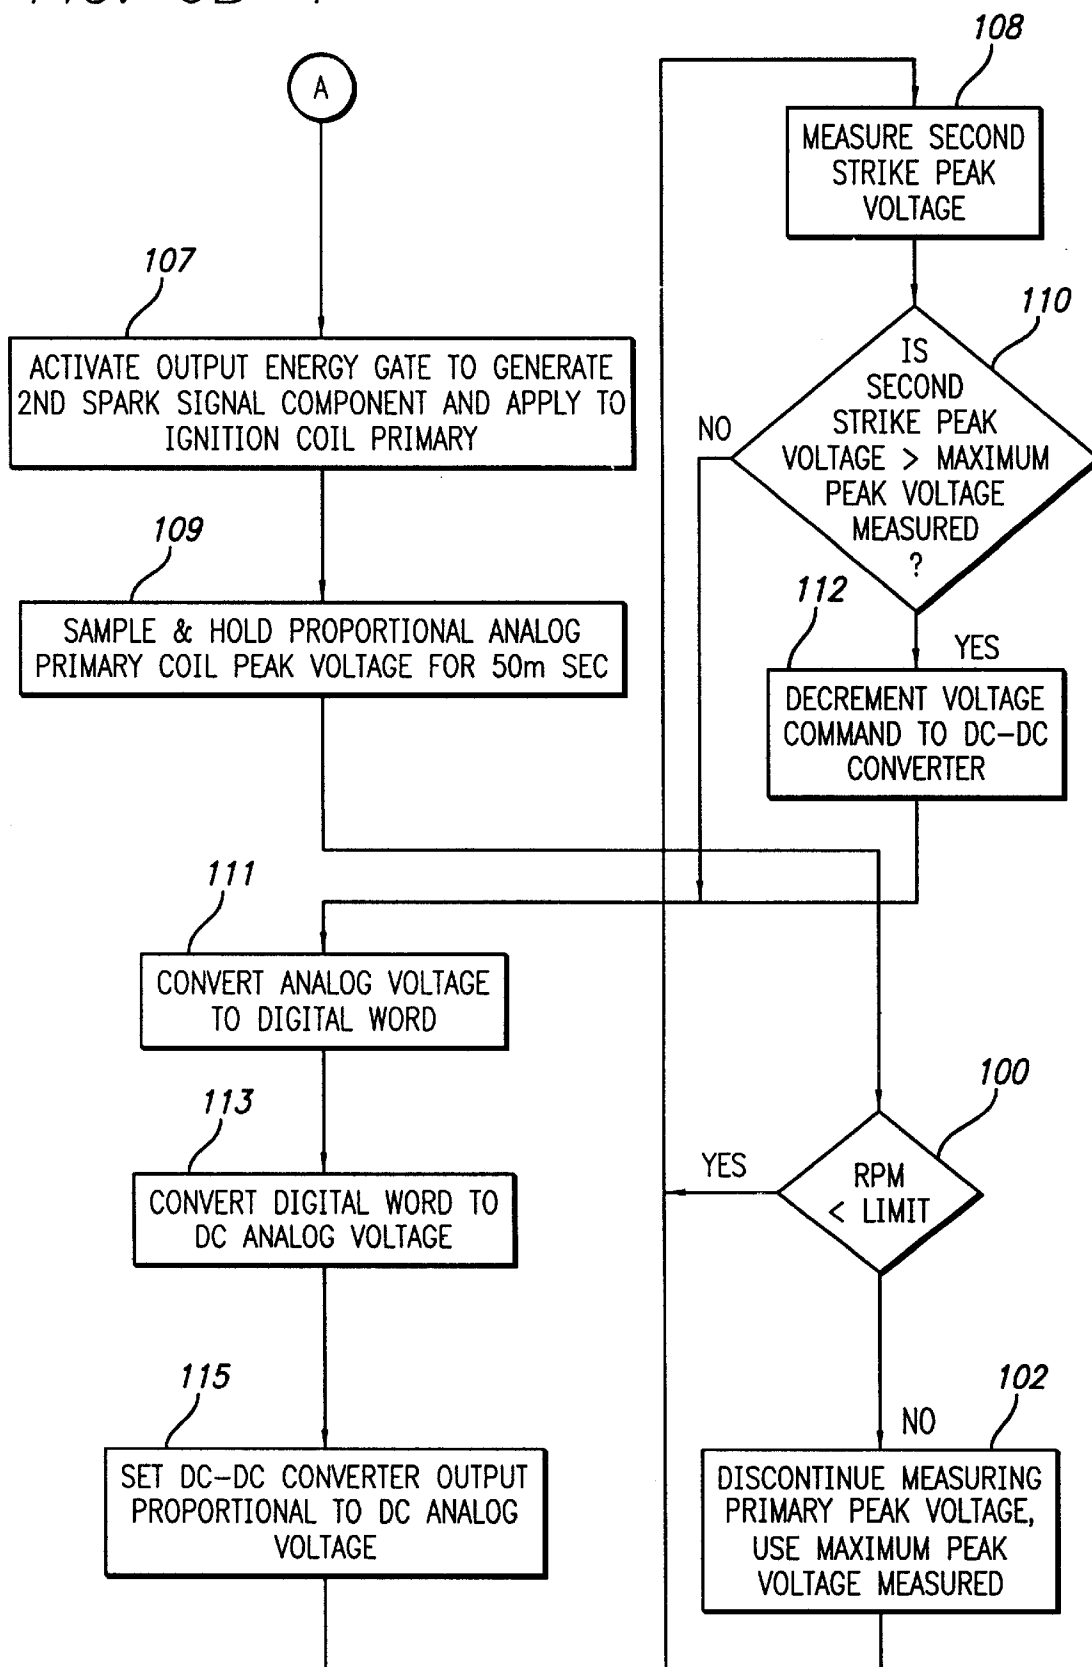 A
107
ACTIVATE OUTPUT ENERGY GATE TO GENERATE
2ND SPARK SIGNAL COMPONENT AND APPLY TO
IGNITION COIL PRIMARY
109
SAMPLE & HOLD PROPORTIONAL ANALOG
PRIMARY COIL PEAK VOLTAGE FOR 50m SEC
108
MEASURE SECOND
STRIKE PEAK
VOLTAGE
110
IS
SECOND
STRIKE PEAK
VOLTAGE > MAXIMUM
PEAK VOLTAGE
MEASURED
?
NO
YES
112
DECREMENT VOLTAGE
COMMAND TO DC-DC
CONVERTER
111
CONVERT ANALOG VOLTAGE
TO DIGITAL WORD
113
CONVERT DIGITAL WORD TO
DC ANALOG VOLTAGE
115
SET DC-DC CONVERTER OUTPUT
PROPORTIONAL TO DC ANALOG
VOLTAGE
100
RPM
< LIMIT
YES
NO
102
DISCONTINUE MEASURING
PRIMARY PEAK VOLTAGE,
USE MAXIMUM PEAK
VOLTAGE MEASURED